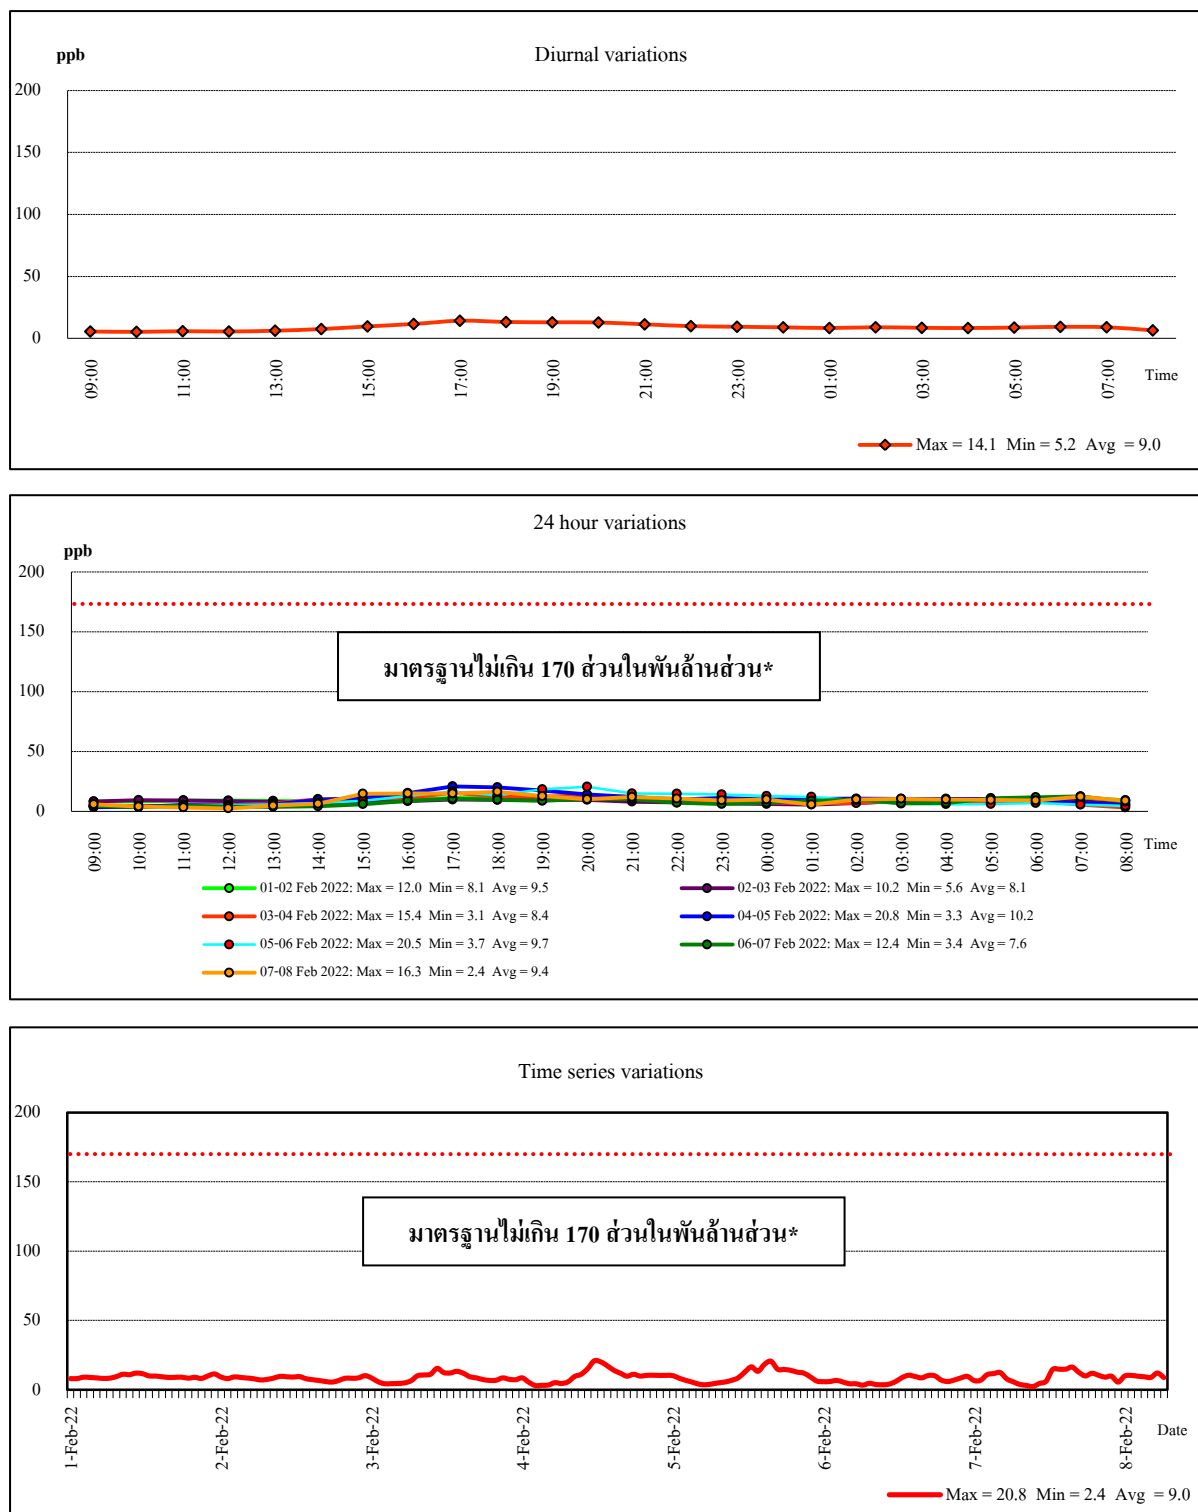 Diurnal variations
ppb
200
150
100
50
0
09:00 11:00 13:00 15:00 17:00 19:00 21:00 23:00 01:00 03:00 05:00 07:00
Time
Max = 14.1 Min = 5.2 Avg = 9.0
24 hour variations
ppb
200
150
100
50
0
มาตรฐานไม่เกิน 170 ส่วนในพันล้านส่วน*
09:00 10:00 11:00 12:00 13:00 14:00 15:00 16:00 17:00 18:00 19:00 20:00 21:00 22:00 23:00 00:00 01:00 02:00 03:00 04:00 05:00 06:00 07:00 08:00
Time
01-02 Feb 2022: Max = 12.0 Min = 8.1 Avg = 9.5
02-03 Feb 2022: Max = 10.2 Min = 5.6 Avg = 8.1
03-04 Feb 2022: Max = 15.4 Min = 3.1 Avg = 8.4
04-05 Feb 2022: Max = 20.8 Min = 3.3 Avg = 10.2
05-06 Feb 2022: Max = 20.5 Min = 3.7 Avg = 9.7
06-07 Feb 2022: Max = 12.4 Min = 3.4 Avg = 7.6
07-08 Feb 2022: Max = 16.3 Min = 2.4 Avg = 9.4
Time series variations
200
150
100
50
0
มาตรฐานไม่เกิน 170 ส่วนในพันล้านส่วน*
1-Feb-22 2-Feb-22 3-Feb-22 4-Feb-22 5-Feb-22 6-Feb-22 7-Feb-22 8-Feb-22
Date
Max = 20.8 Min = 2.4 Avg = 9.0